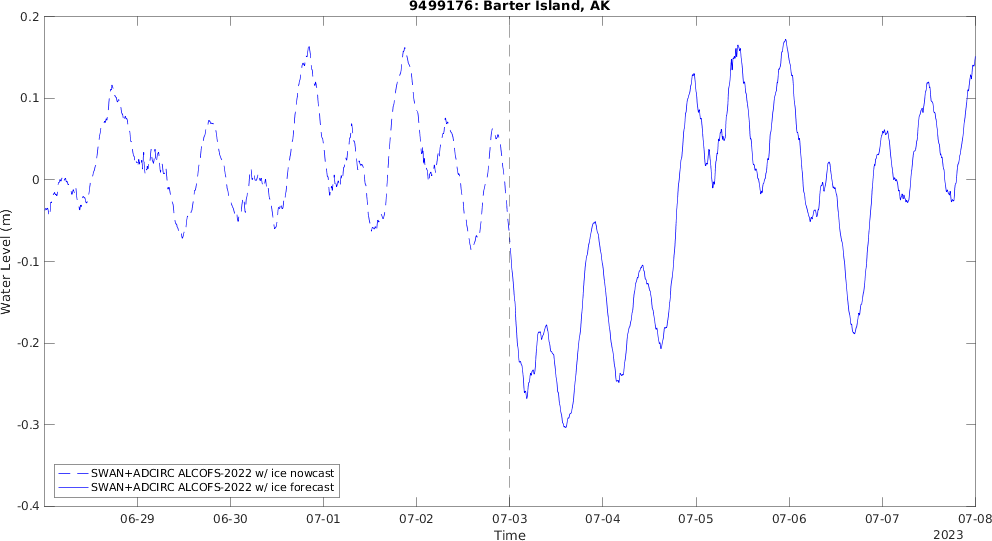 9499176: Barter Island, AK
0.2
0.1
0
-0.1
-0.2
-0.3
-0.4
Water Level (m)
SWAN+ADCIRC ALCOFS-2022 w/ ice nowcast
SWAN+ADCIRC ALCOFS-2022 w/ ice forecast
06-29 06-30 07-01 07-02 07-03 07-04 07-05 07-06 07-07 07-08
Time
2023